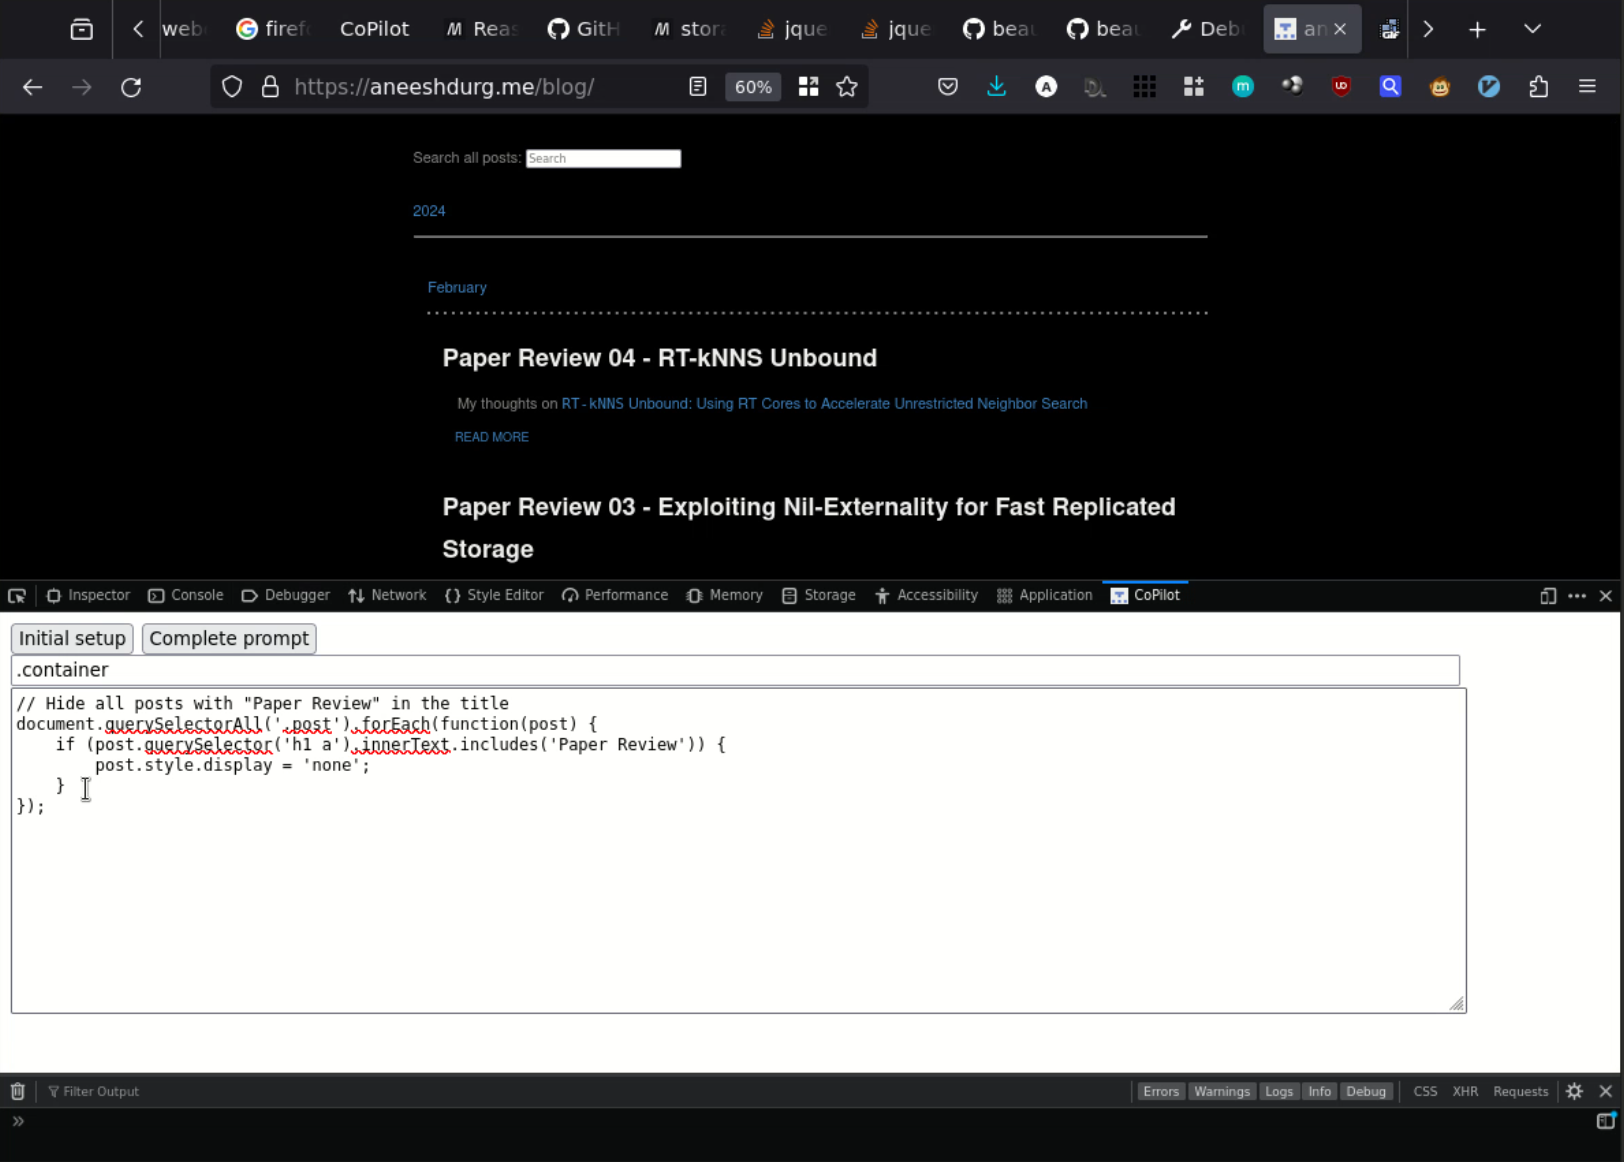 web
firef
CoPilot
Reas
GitH
stora
jque
jque
beau
beau
Deb
an
https://aneeshdurg.me/blog/
60%
Search all posts: Search
2024
February
Paper Review 04 - RT-kNNS Unbound
My thoughts on RT-kNNS Unbound: Using RT Cores to Accelerate Unrestricted Neighbor Search
READ MORE
Paper Review 03 - Exploiting Nil-Externality for Fast Replicated
Storage
Inspector Console Debugger Network Style Editor Performance Memory Storage Accessibility Application CoPilot
Initial setup Complete prompt
.container
// Hide all posts with "Paper Review" in the title
document.querySelectorAll('.post').forEach(function(post) {
    if (post.querySelector('h1 a').innerText.includes('Paper Review')) {
        post.style.display = 'none';
    }
});
Filter Output Errors Warnings Logs Info Debug CSS XHR Requests